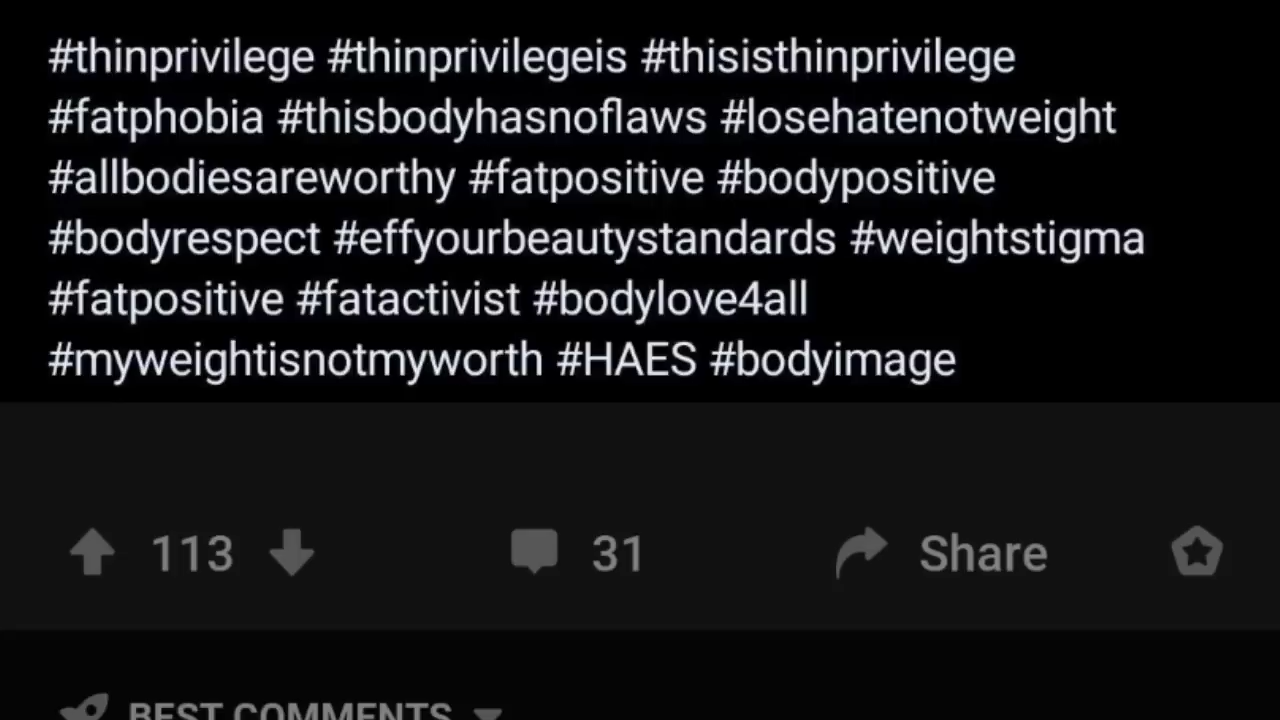 #thinprivilege #thinprivilegeis #thisisthinprivilege
#fatphobia #thisbodyhasnoflaws #losehatenotweight
#allbodiesareworthy #fatpositive #bodypositive
#bodyrespect #effyourbeautystandards #weightstigma
#fatpositive #fatactivist #bodylove4all
#myweightisnotmyworth #HAES #bodyimage
113 31 Share
BEST COMMENTS